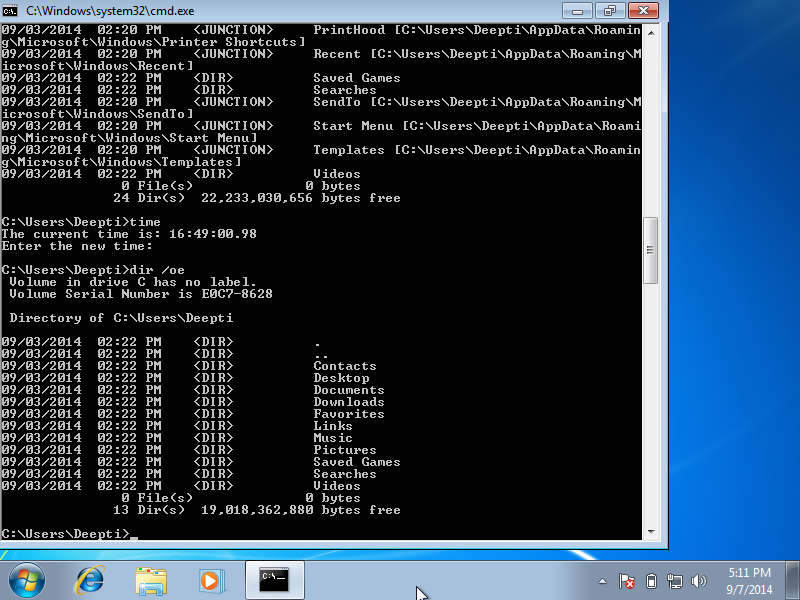 C:\Windows\system32\cmd.exe
09/03/2014  02:20 PM    <JUNCTION>     PrintHood [C:\Users\Deepti\AppData\Roamin
g\Microsoft\Windows\Printer Shortcuts]
09/03/2014  02:20 PM    <JUNCTION>     Recent [C:\Users\Deepti\AppData\Roaming\M
icrosoft\Windows\Recent]
09/03/2014  02:22 PM    <DIR>          Saved Games
09/03/2014  02:22 PM    <DIR>          Searches
09/03/2014  02:20 PM    <JUNCTION>     SendTo [C:\Users\Deepti\AppData\Roaming\M
icrosoft\Windows\SendTo]
09/03/2014  02:20 PM    <JUNCTION>     Start Menu [C:\Users\Deepti\AppData\Roami
ng\Microsoft\Windows\Start Menu]
09/03/2014  02:20 PM    <JUNCTION>     Templates [C:\Users\Deepti\AppData\Roamin
g\Microsoft\Windows\Templates]
09/03/2014  02:22 PM    <DIR>          Videos
               0 File(s)              0 bytes
              24 Dir(s)  22,233,030,656 bytes free
C:\Users\Deepti>time
The current time is: 16:49:00.98
Enter the new time:
C:\Users\Deepti>dir /oe
 Volume in drive C has no label.
 Volume Serial Number is E0C7-8628
 Directory of C:\Users\Deepti
09/03/2014  02:22 PM    <DIR>          .
09/03/2014  02:22 PM    <DIR>          ..
09/03/2014  02:22 PM    <DIR>          Contacts
09/03/2014  02:22 PM    <DIR>          Desktop
09/03/2014  02:22 PM    <DIR>          Documents
09/03/2014  02:22 PM    <DIR>          Downloads
09/03/2014  02:22 PM    <DIR>          Favorites
09/03/2014  02:22 PM    <DIR>          Links
09/03/2014  02:22 PM    <DIR>          Music
09/03/2014  02:22 PM    <DIR>          Pictures
09/03/2014  02:22 PM    <DIR>          Saved Games
09/03/2014  02:22 PM    <DIR>          Searches
09/03/2014  02:22 PM    <DIR>          Videos
               0 File(s)              0 bytes
              13 Dir(s)  19,018,362,880 bytes free
C:\Users\Deepti>_
5:11 PM
9/7/2014